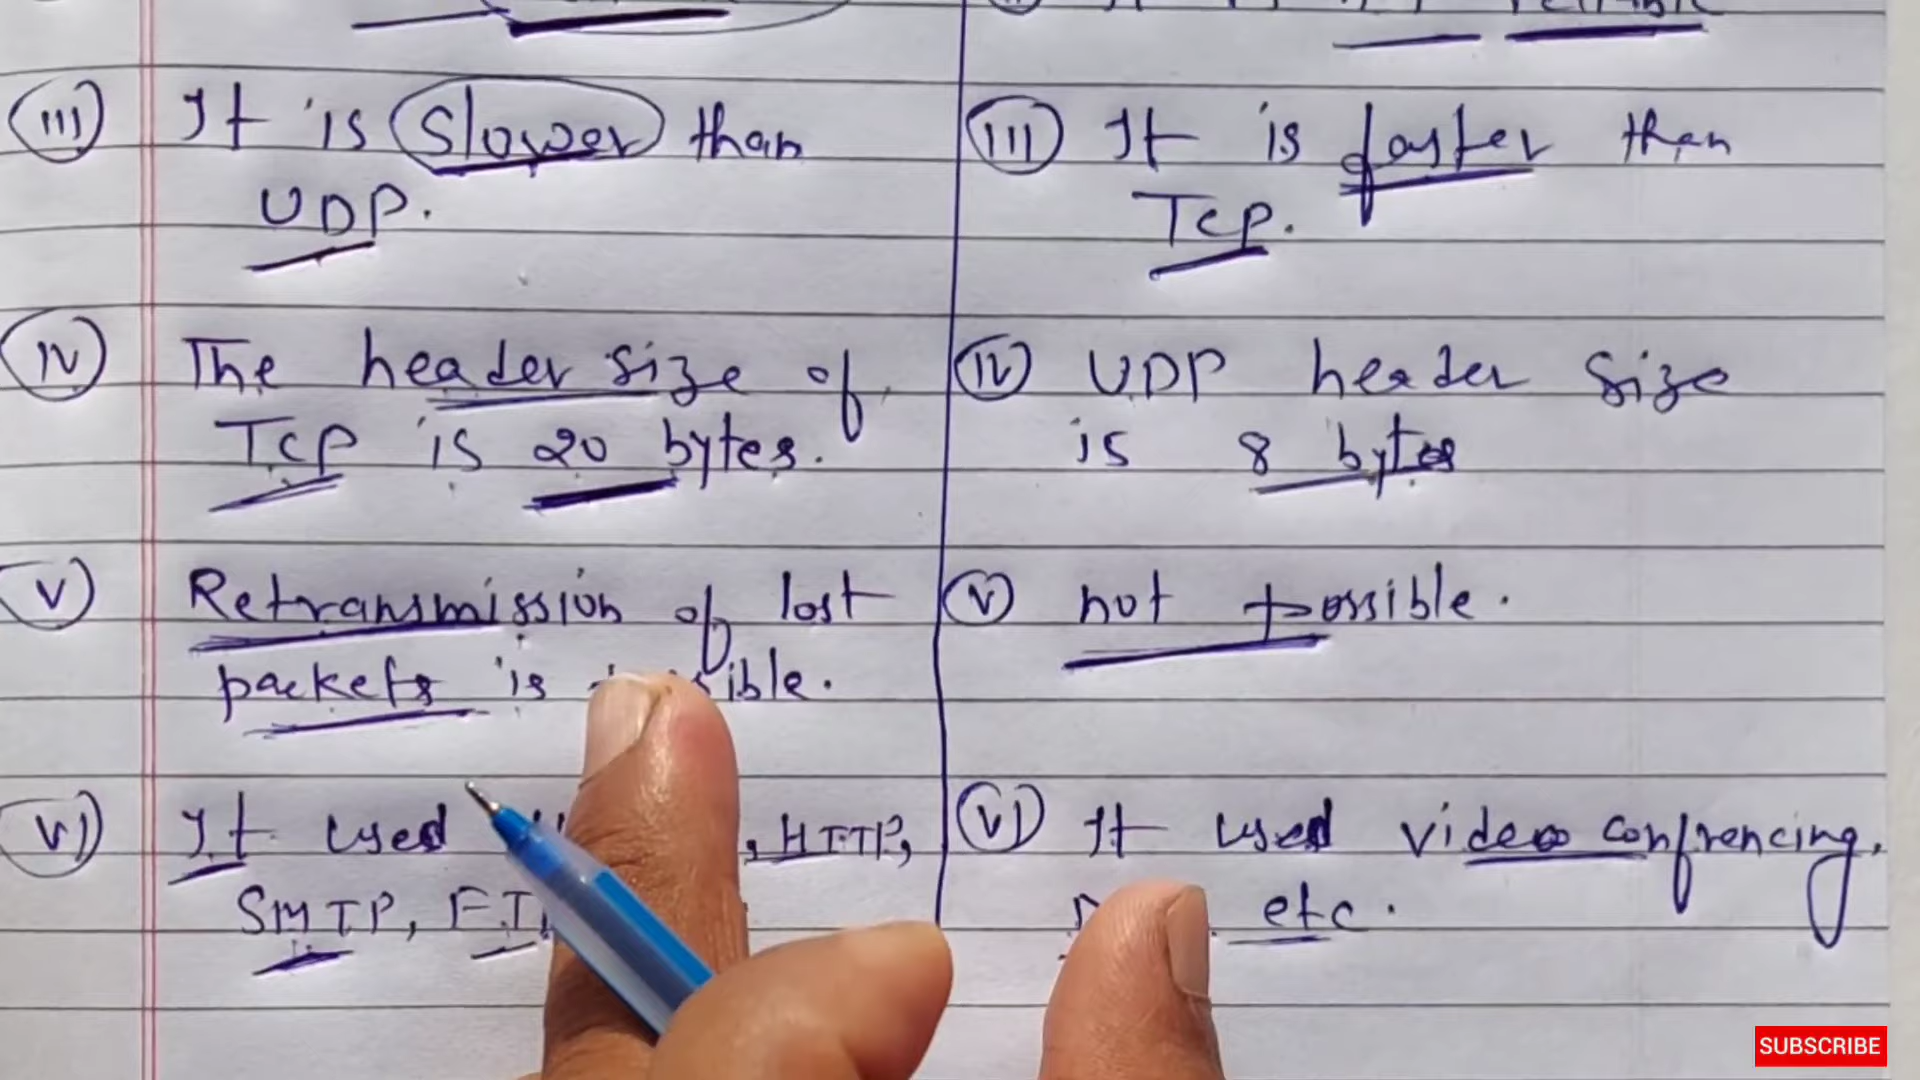 reliable
(III) It is slower than
UDP.
(IV) The header size of
TCP is 20 bytes.
(V) Retransmission of lost
packets is
(VI) It used , HTTP,
SMTP,
(III) It is faster than
TCP.
(IV) UDP header size
is 8 bytes
(V) not possible.
(VI) It used video confrencing,
etc.
SUBSCRIBE